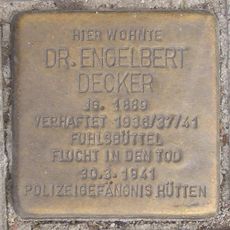 HIER WOHNTE
DR. ENGELBERT
DECKER
JG. 1889
VERHAFTET 1936/37/41
FUHLSBÜTTEL
FLUCHT IN DEN TOD
30.3.1941
POLIZEIGEFÄNGNIS HÜTTEN